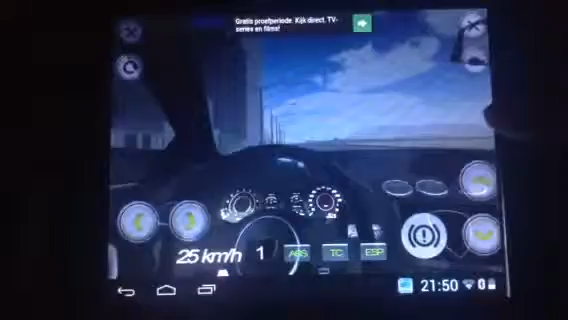 Gratis proefperiode. Kijk direct. TV-
series en films!
25 km/h
1
ABS
TC
ESP
21:50